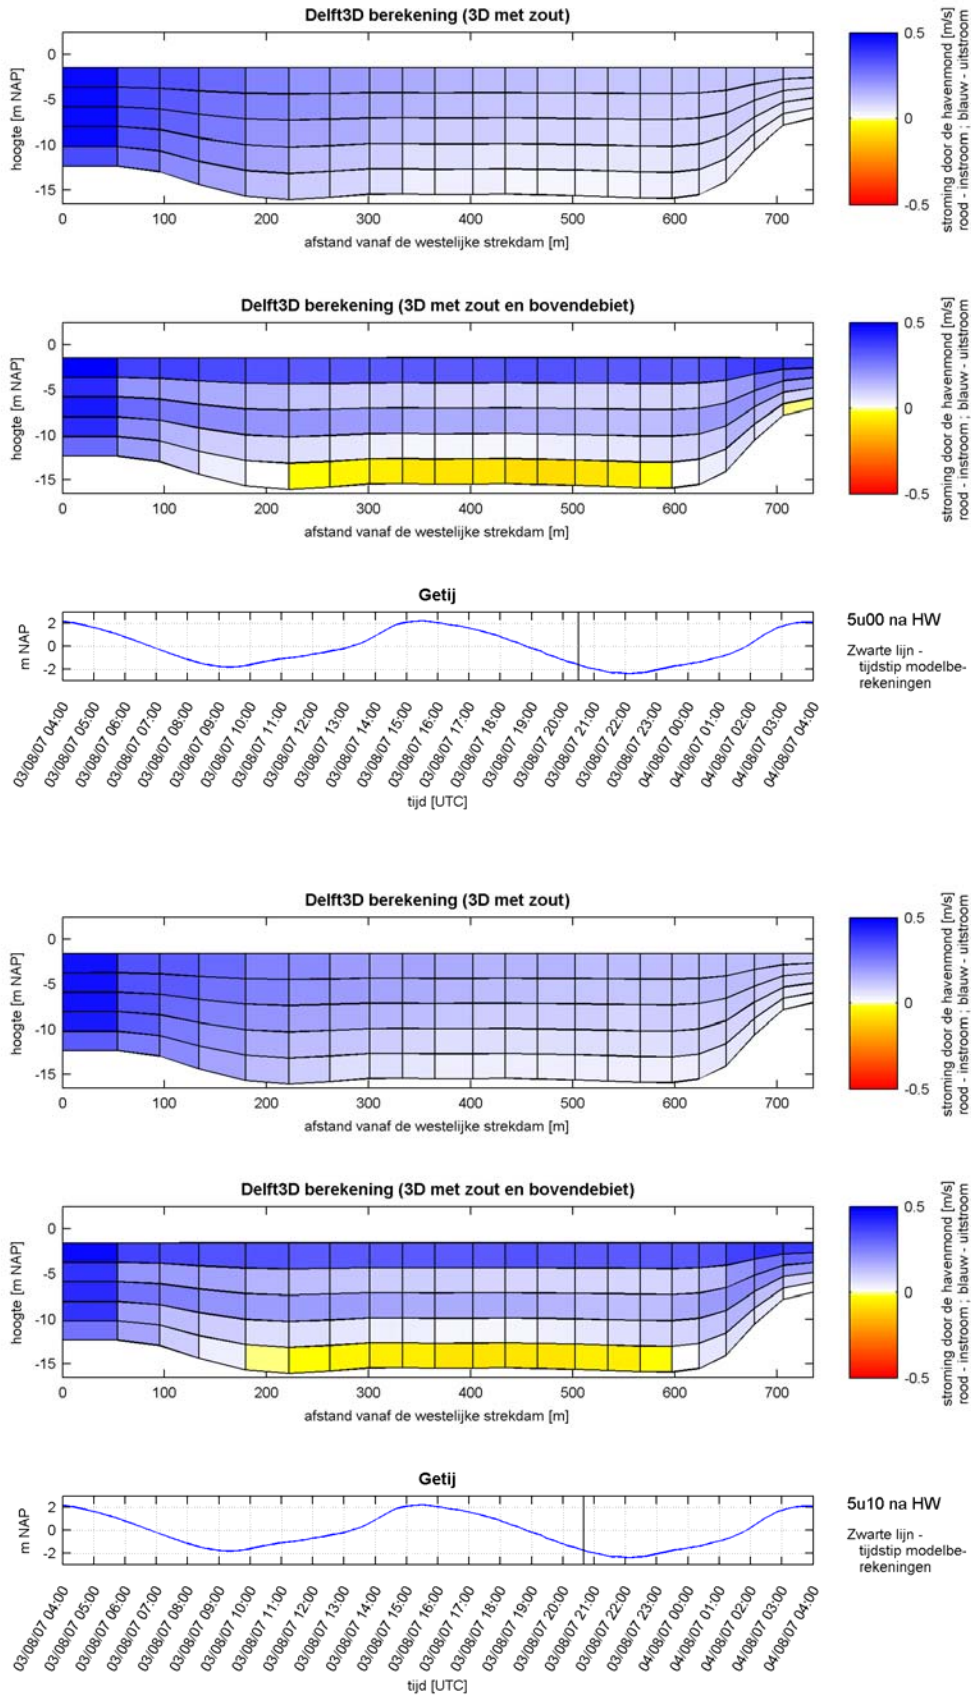 Delft3D berekening (3D met zout)
hoogte [m NAP]
0
-5
-10
-15
0 100 200 300 400 500 600 700
afstand vanaf de westelijke strekdam [m]
0.5
0
-0.5
stroming door de havenmond [m/s]
rood - instroom ; blauw - uitstroom
Delft3D berekening (3D met zout en bovendebiet)
hoogte [m NAP]
0
-5
-10
-15
0 100 200 300 400 500 600 700
afstand vanaf de westelijke strekdam [m]
0.5
0
-0.5
stroming door de havenmond [m/s]
rood - instroom ; blauw - uitstroom
Getij
m NAP
2
0
-2
03/08/07 04:00
03/08/07 05:00
03/08/07 06:00
03/08/07 07:00
03/08/07 08:00
03/08/07 09:00
03/08/07 10:00
03/08/07 11:00
03/08/07 12:00
03/08/07 13:00
03/08/07 14:00
03/08/07 15:00
03/08/07 16:00
03/08/07 17:00
03/08/07 18:00
03/08/07 19:00
03/08/07 20:00
03/08/07 21:00
03/08/07 22:00
03/08/07 23:00
04/08/07 00:00
04/08/07 01:00
04/08/07 02:00
04/08/07 03:00
04/08/07 04:00
tijd [UTC]
5u00 na HW
Zwarte lijn -
tijdstip modelbe-
rekeningen
Delft3D berekening (3D met zout)
hoogte [m NAP]
0
-5
-10
-15
0 100 200 300 400 500 600 700
afstand vanaf de westelijke strekdam [m]
0.5
0
-0.5
stroming door de havenmond [m/s]
rood - instroom ; blauw - uitstroom
Delft3D berekening (3D met zout en bovendebiet)
hoogte [m NAP]
0
-5
-10
-15
0 100 200 300 400 500 600 700
afstand vanaf de westelijke strekdam [m]
0.5
0
-0.5
stroming door de havenmond [m/s]
rood - instroom ; blauw - uitstroom
Getij
m NAP
2
0
-2
03/08/07 04:00
03/08/07 05:00
03/08/07 06:00
03/08/07 07:00
03/08/07 08:00
03/08/07 09:00
03/08/07 10:00
03/08/07 11:00
03/08/07 12:00
03/08/07 13:00
03/08/07 14:00
03/08/07 15:00
03/08/07 16:00
03/08/07 17:00
03/08/07 18:00
03/08/07 19:00
03/08/07 20:00
03/08/07 21:00
03/08/07 22:00
03/08/07 23:00
04/08/07 00:00
04/08/07 01:00
04/08/07 02:00
04/08/07 03:00
04/08/07 04:00
tijd [UTC]
5u10 na HW
Zwarte lijn -
tijdstip modelbe-
rekeningen